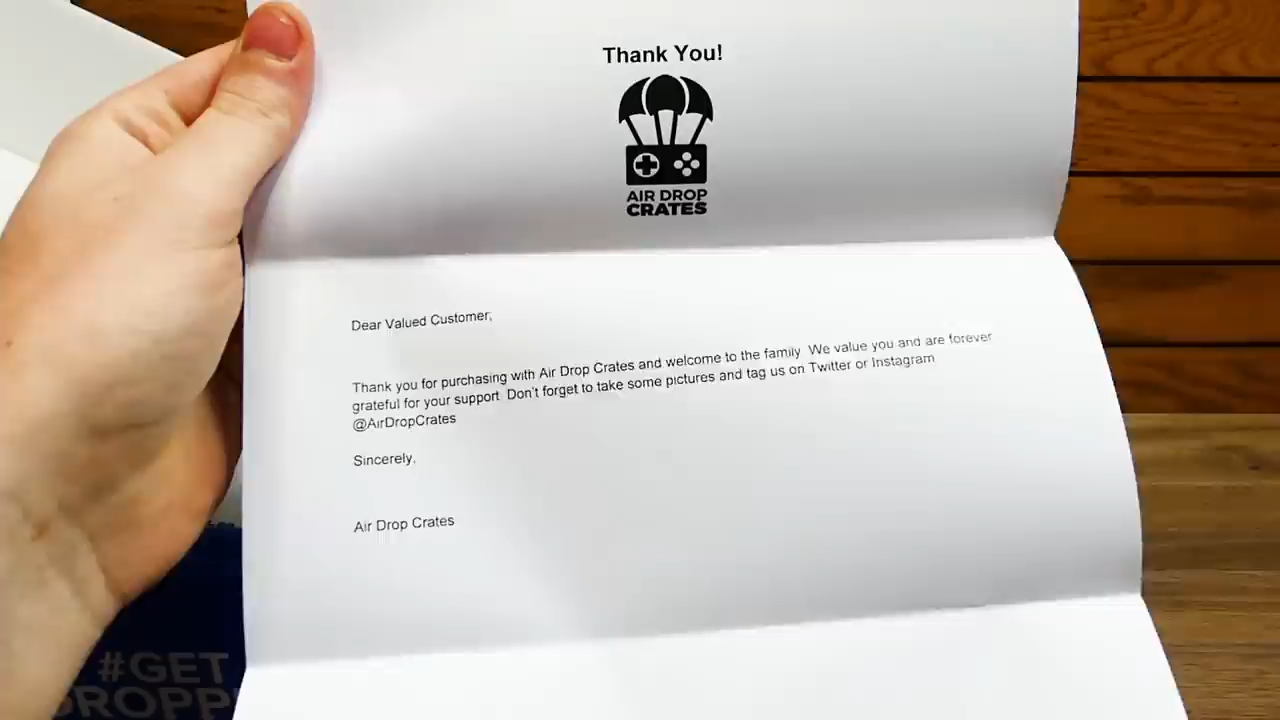 Thank You!
AIR DROP
CRATES
Dear Valued Customer,
Thank you for purchasing with Air Drop Crates and welcome to the family  We value you and are forever
grateful for your support  Don't forget to take some pictures and tag us on Twitter or Instagram
@AirDropCrates
Sincerely,
Air Drop Crates
#GET